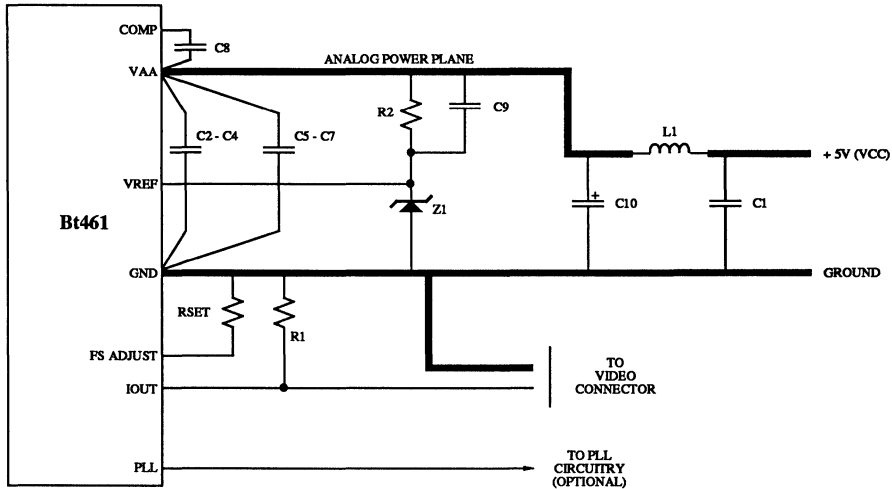 COMP
C8
ANALOG POWER PLANE
VAA
R2
C9
C2 - C4
C5 - C7
L1
+ 5V (VCC)
VREF
Z1
+
C10
C1
Bt461
GND
GROUND
RSET
R1
FS ADJUST
IOUT
TO
VIDEO
CONNECTOR
PLL
TO PLL
CIRCUITRY
(OPTIONAL)